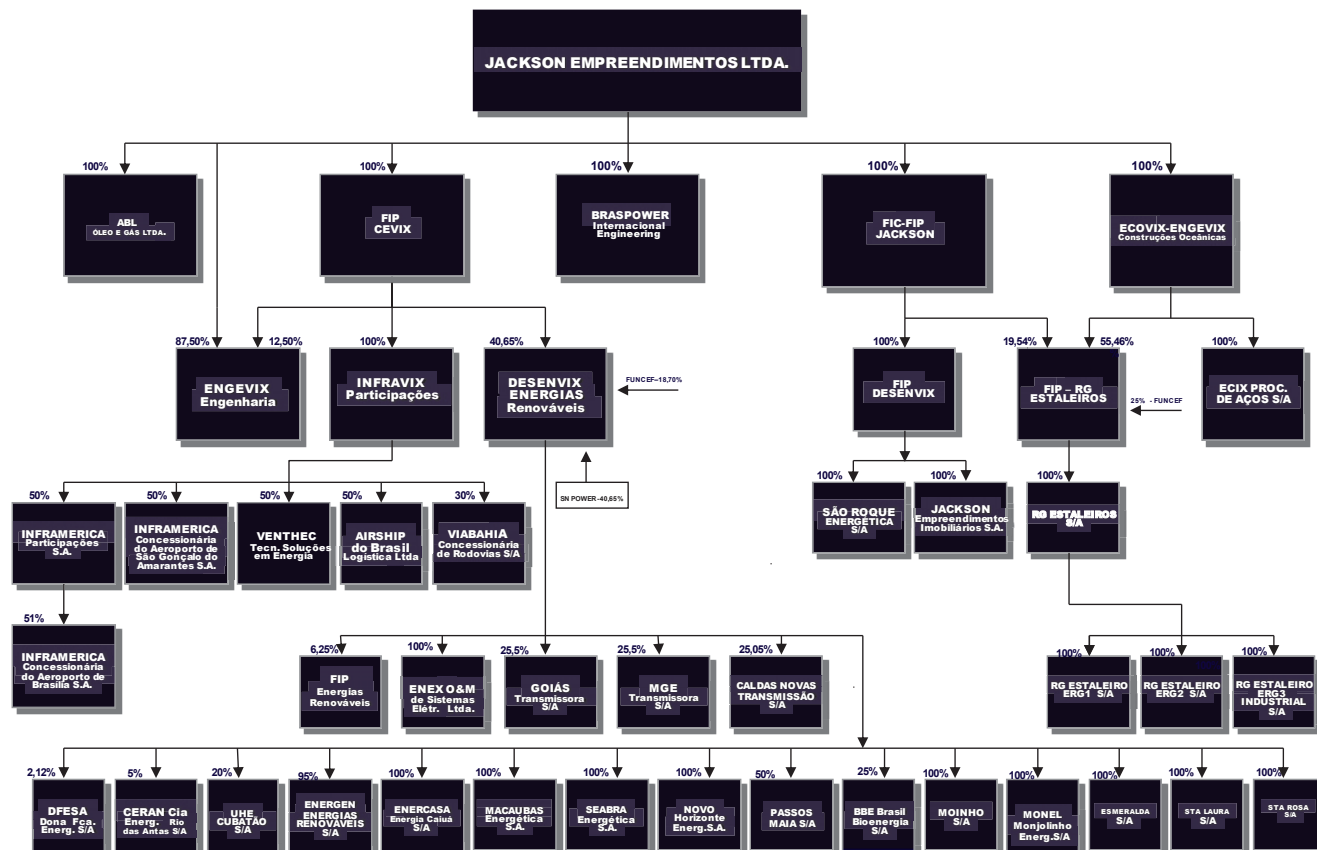 JACKSON EMPREENDIMENTOS LTDA.
100%
100%
100%
100%
100%
ABL
ÓLEO E GÁS LTDA.
FIP
CEVIX
BRASPOWER
Internacional
Engineering
FIC-FIP
JACKSON
ECOVIX-ENGEVIX
Construções Oceânicas
87,50%
12,50%
100%
40,65%
100%
19,54%
55,46%
100%
ENGEVIX
Engenharia
INFRAVIX
Participações
DESENVIX
ENERGIAS
Renováveis
FUNCEF–18,70%
FIP
DESENVIX
FIP – RG
ESTALEIROS
25% - FUNCEF
ECIX PROC.
DE AÇOS S/A
SN POWER-40,65%
50%
50%
50%
50%
30%
100%
100%
100%
INFRAMERICA
Participações
S.A.
INFRAMERICA
Concessionária
do Aeroporto de
São Gonçalo do
Amarantes S.A.
VENTHEC
Tecn. Soluções
em Energia
AIRSHIP
do Brasil
Logística Ltda
VIABAHIA
Concessionária
de Rodovias S/A
SÃO ROQUE
ENERGÉTICA
S/A
JACKSON
Empreendimentos
Imobiliários S.A.
RG ESTALEIROS
S/A
51%
INFRAMERICA
Concessionária
do Aeroporto de
Brasília S.A.
6,25%
100%
25,5%
25,5%
25,05%
100%
100%
100%
FIP
Energias
Renováveis
ENEX O&M
de Sistemas
Elétr. Ltda.
GOIÁS
Transmissora
S/A
MGE
Transmissora
S/A
CALDAS NOVAS
TRANSMISSÃO
S/A
RG ESTALEIRO
ERG1 S/A
RG ESTALEIRO
ERG2 S/A
RG ESTALEIRO
ERG3
INDUSTRIAL
S/A
2,12%
5%
20%
95%
100%
100%
100%
100%
50%
25%
100%
100%
100%
100%
100%
DFESA
Dona Fca.
Energ. S/A
CERAN Cia
Energ. Rio
das Antas S/A
UHE
CUBATÃO
S/A
ENERGEN
ENERGIAS
RENOVÁVEIS
S/A
ENERCASA
Energia Caiuá
S/A
MACAUBAS
Energética
S.A.
SEABRA
Energética
S.A.
NOVO
Horizonte
Energ.S.A.
PASSOS
MAIA S/A
BBE Brasil
Bioenergia
S/A
MOINHO
S/A
MONEL
Monjolinho
Energ.S/A
ESMERALDA
S/A
STA LAURA
S/A
STA ROSA
S/A